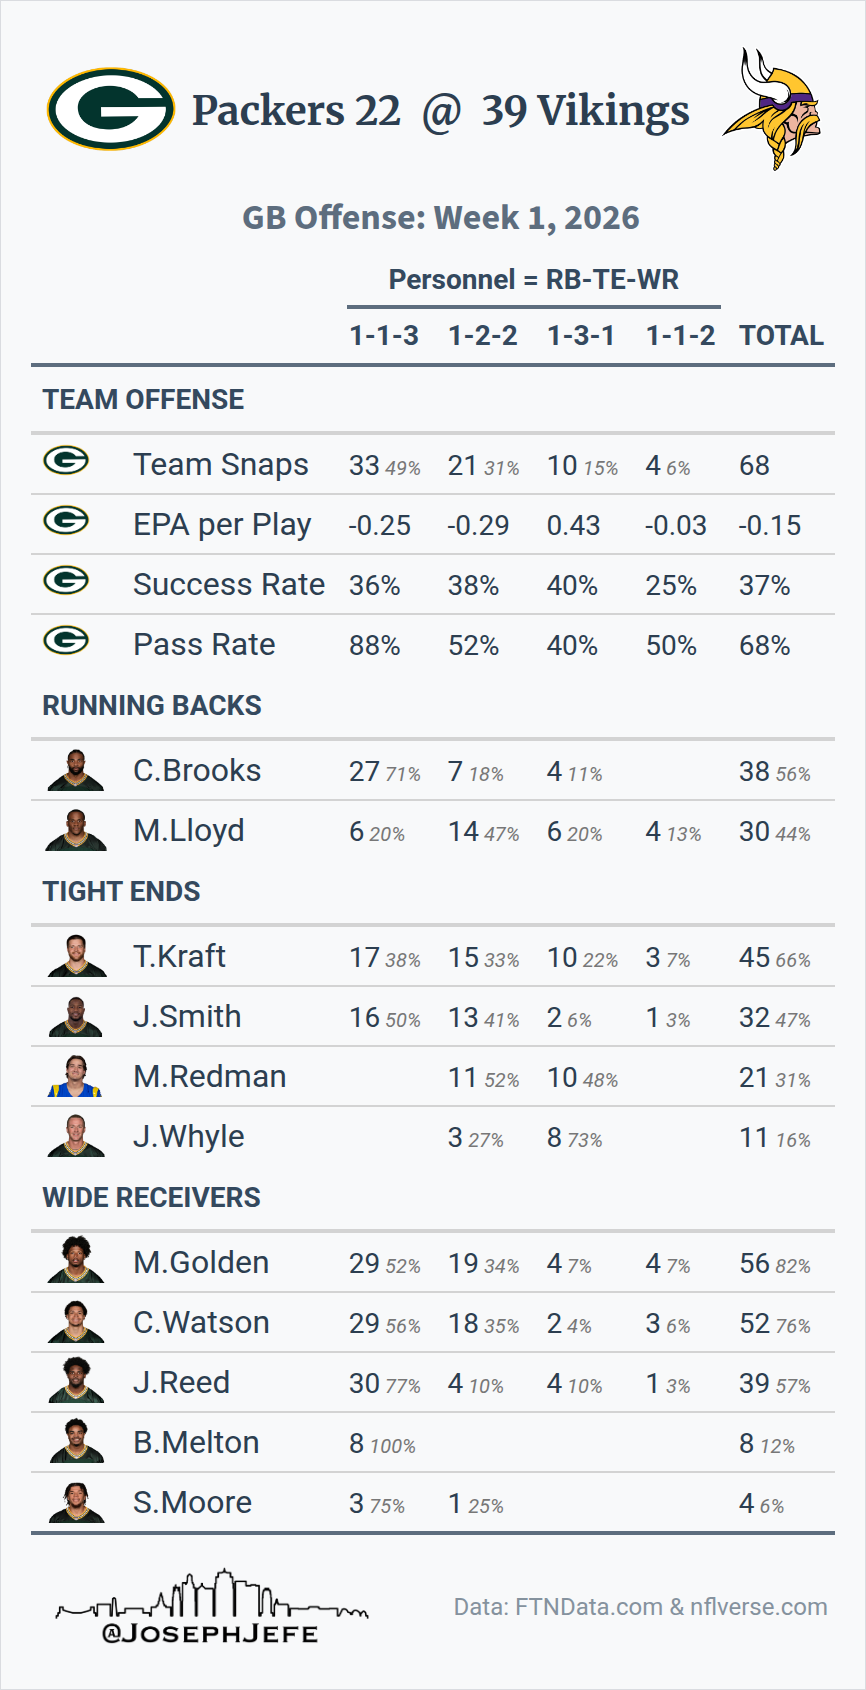 Packers 22 @ 39 Vikings
GB Offense: Week 1, 2026
Personnel = RB-TE-WR
1-1-3 1-2-2 1-3-1 1-1-2 TOTAL
TEAM OFFENSE
Team Snaps 33 49% 21 31% 10 15% 4 6% 68
EPA per Play -0.25 -0.29 0.43 -0.03 -0.15
Success Rate 36% 38% 40% 25% 37%
Pass Rate 88% 52% 40% 50% 68%
RUNNING BACKS
C.Brooks 27 71% 7 18% 4 11% 38 56%
M.Lloyd 6 20% 14 47% 6 20% 4 13% 30 44%
TIGHT ENDS
T.Kraft 17 38% 15 33% 10 22% 3 7% 45 66%
J.Smith 16 50% 13 41% 2 6% 1 3% 32 47%
M.Redman 11 52% 10 48% 21 31%
J.Whyle 3 27% 8 73% 11 16%
WIDE RECEIVERS
M.Golden 29 52% 19 34% 4 7% 4 7% 56 82%
C.Watson 29 56% 18 35% 2 4% 3 6% 52 76%
J.Reed 30 77% 4 10% 4 10% 1 3% 39 57%
B.Melton 8 100% 8 12%
S.Moore 3 75% 1 25% 4 6%
@JosephJefe
Data: FTNData.com & nflverse.com